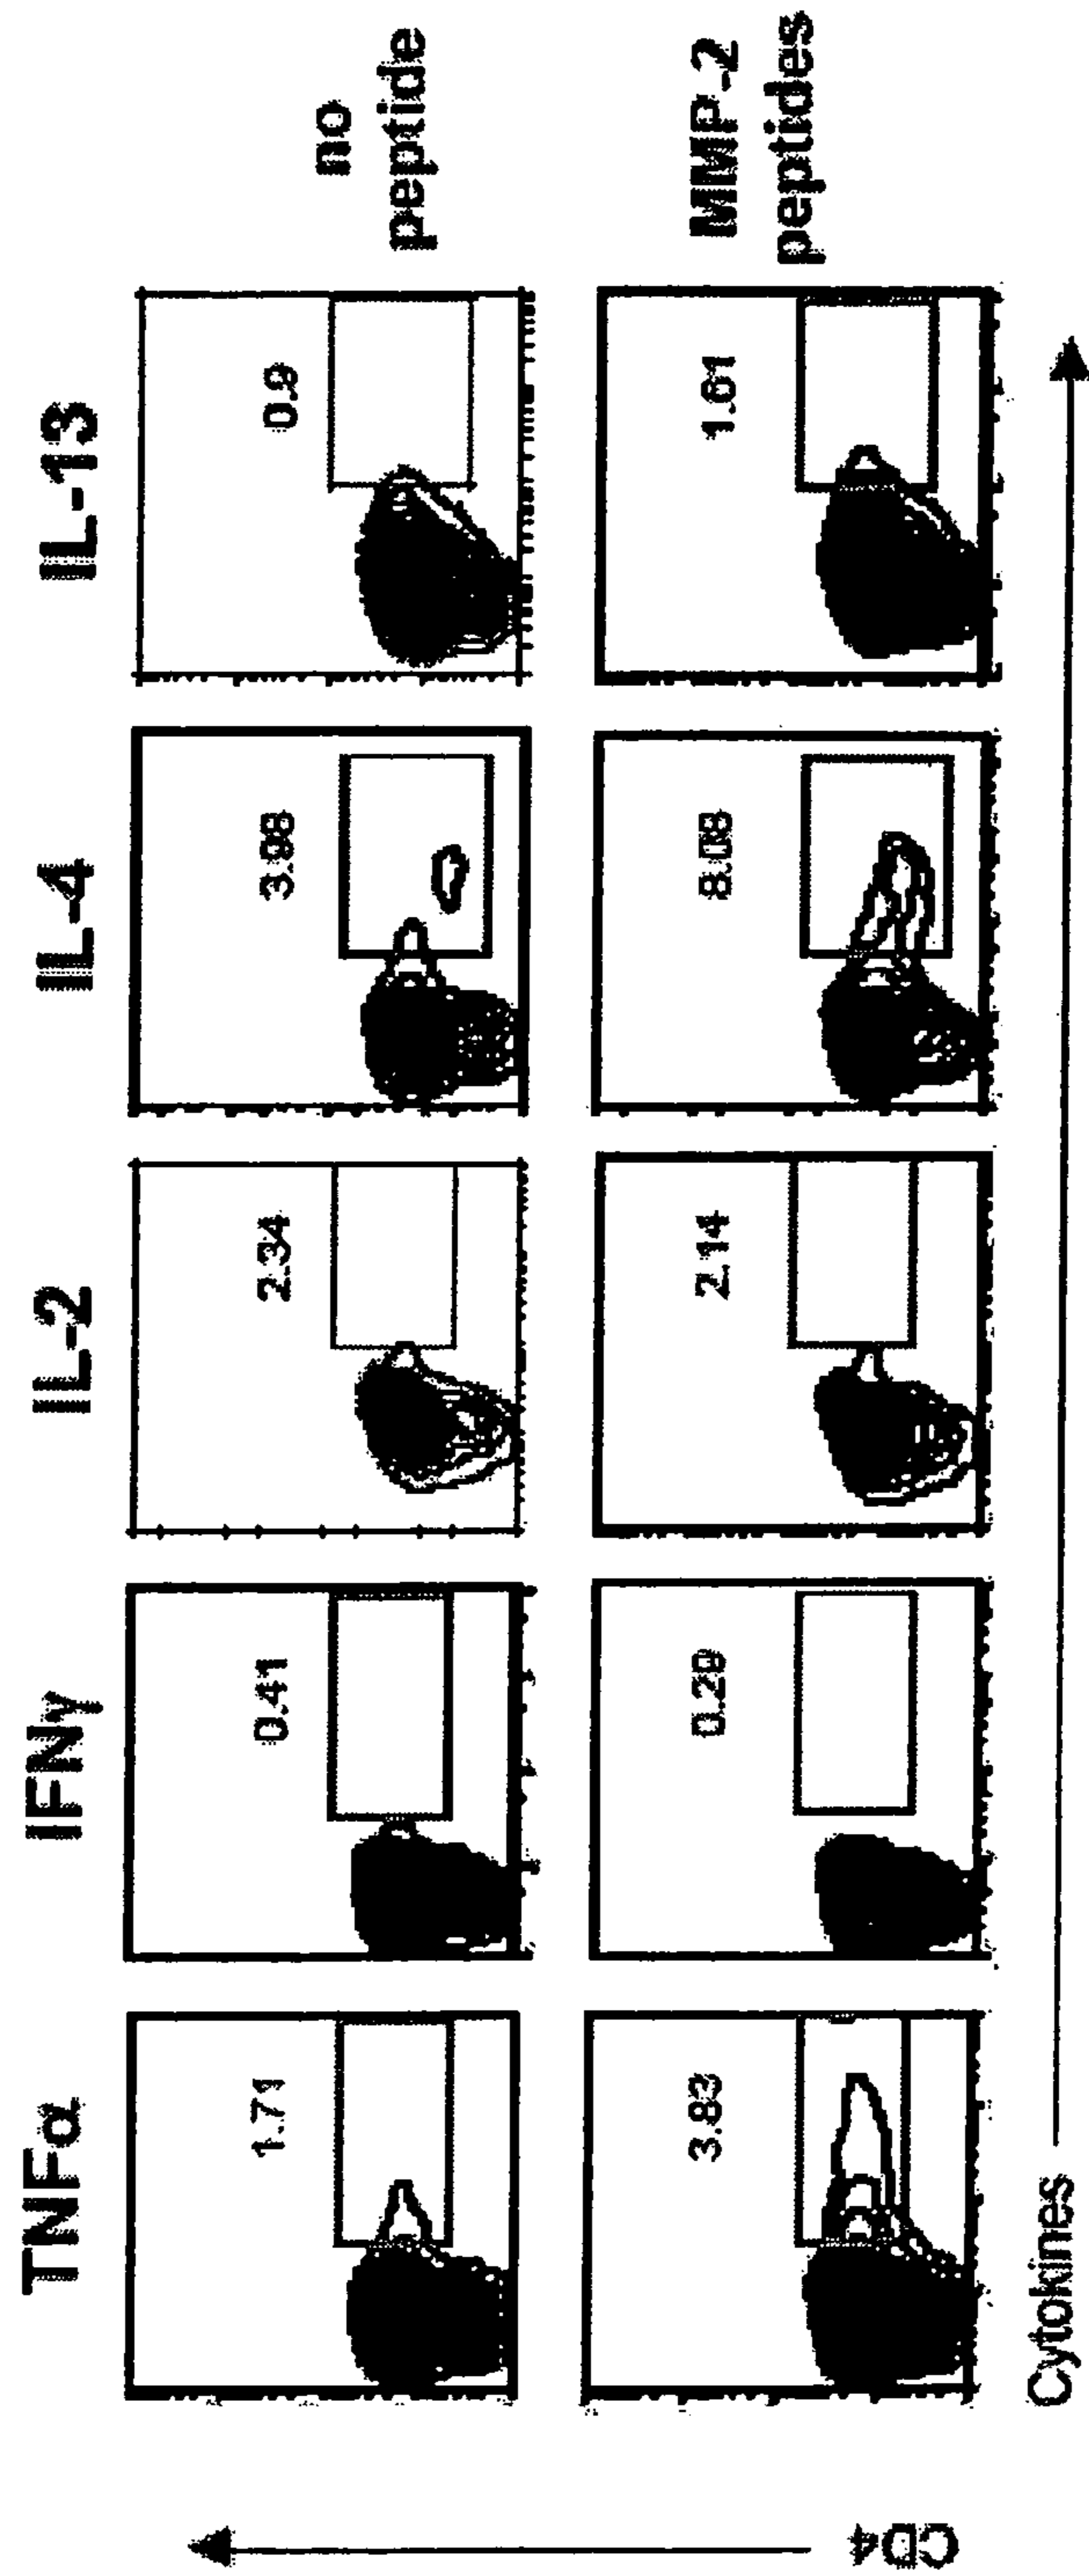 TNFα IFNγ IL-2 IL-4 IL-13
1.71 0.41 2.34 3.98 0.9
no
peptide
3.83 0.29 2.14 8.08 1.61
MMP-2
peptides
CD4
Cytokines